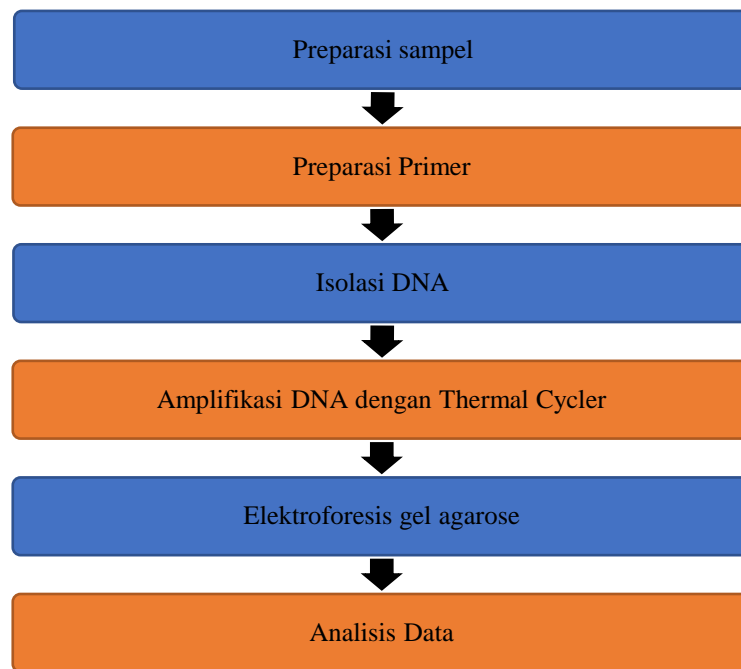 Preparasi sampel
Preparasi Primer
Isolasi DNA
Amplifikasi DNA dengan Thermal Cycler
Elektroforesis gel agarose
Analisis Data